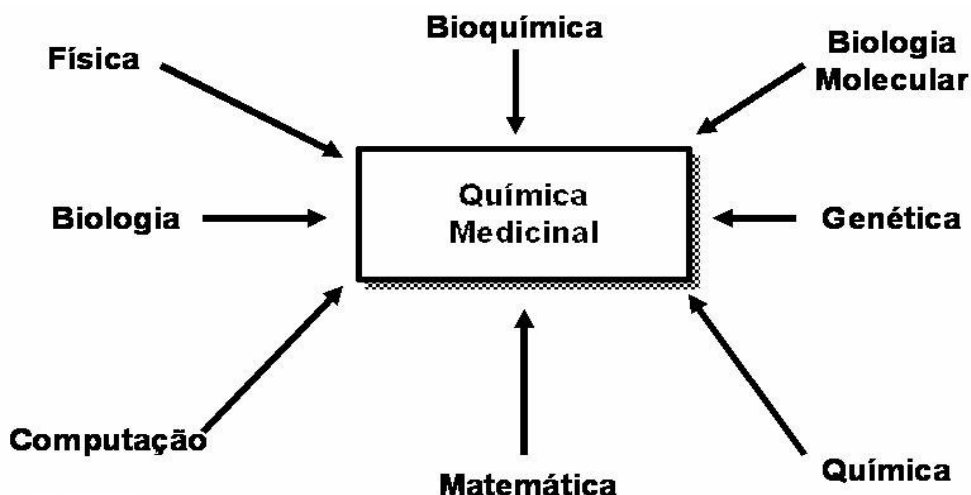 Bioquímica
Física
Biologia
Molecular
Química
Medicinal
Biologia
Genética
Computação
Matemática
Química